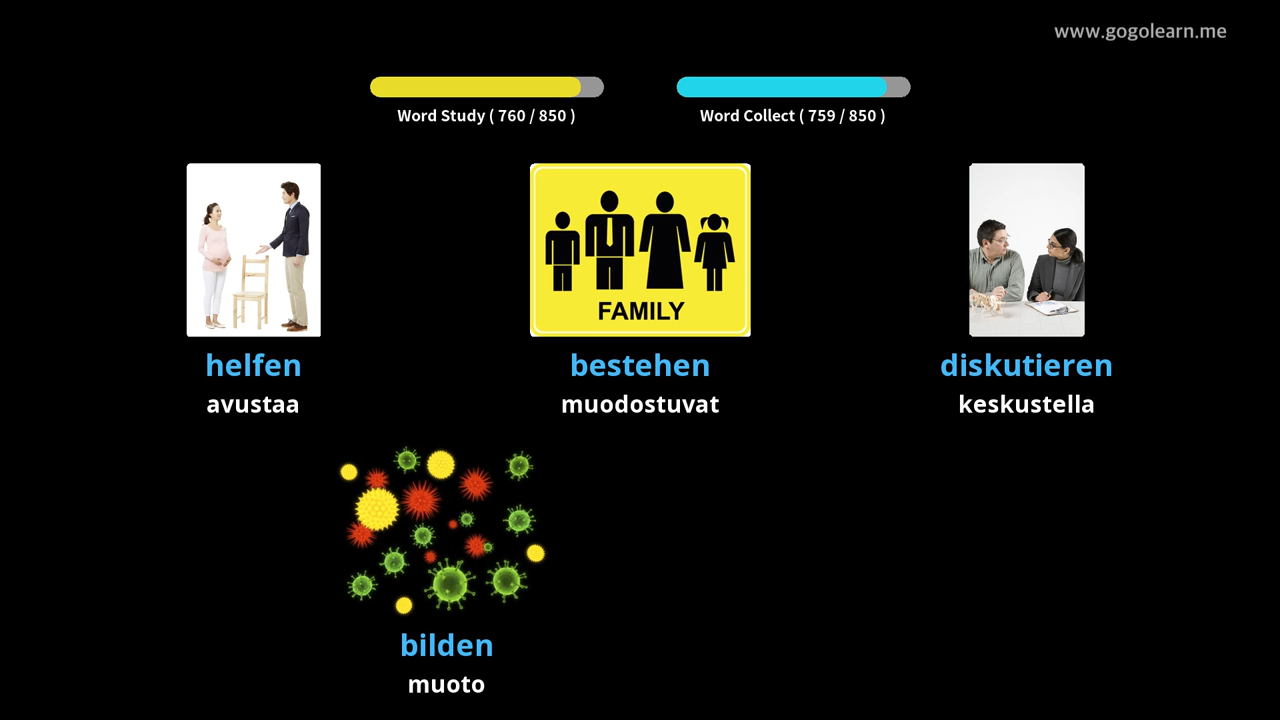 www.gogolearn.me
Word Study ( 760 / 850 )
Word Collect ( 759 / 850 )
FAMILY
helfen
avustaa
bestehen
muodostuvat
diskutieren
keskustella
bilden
muoto